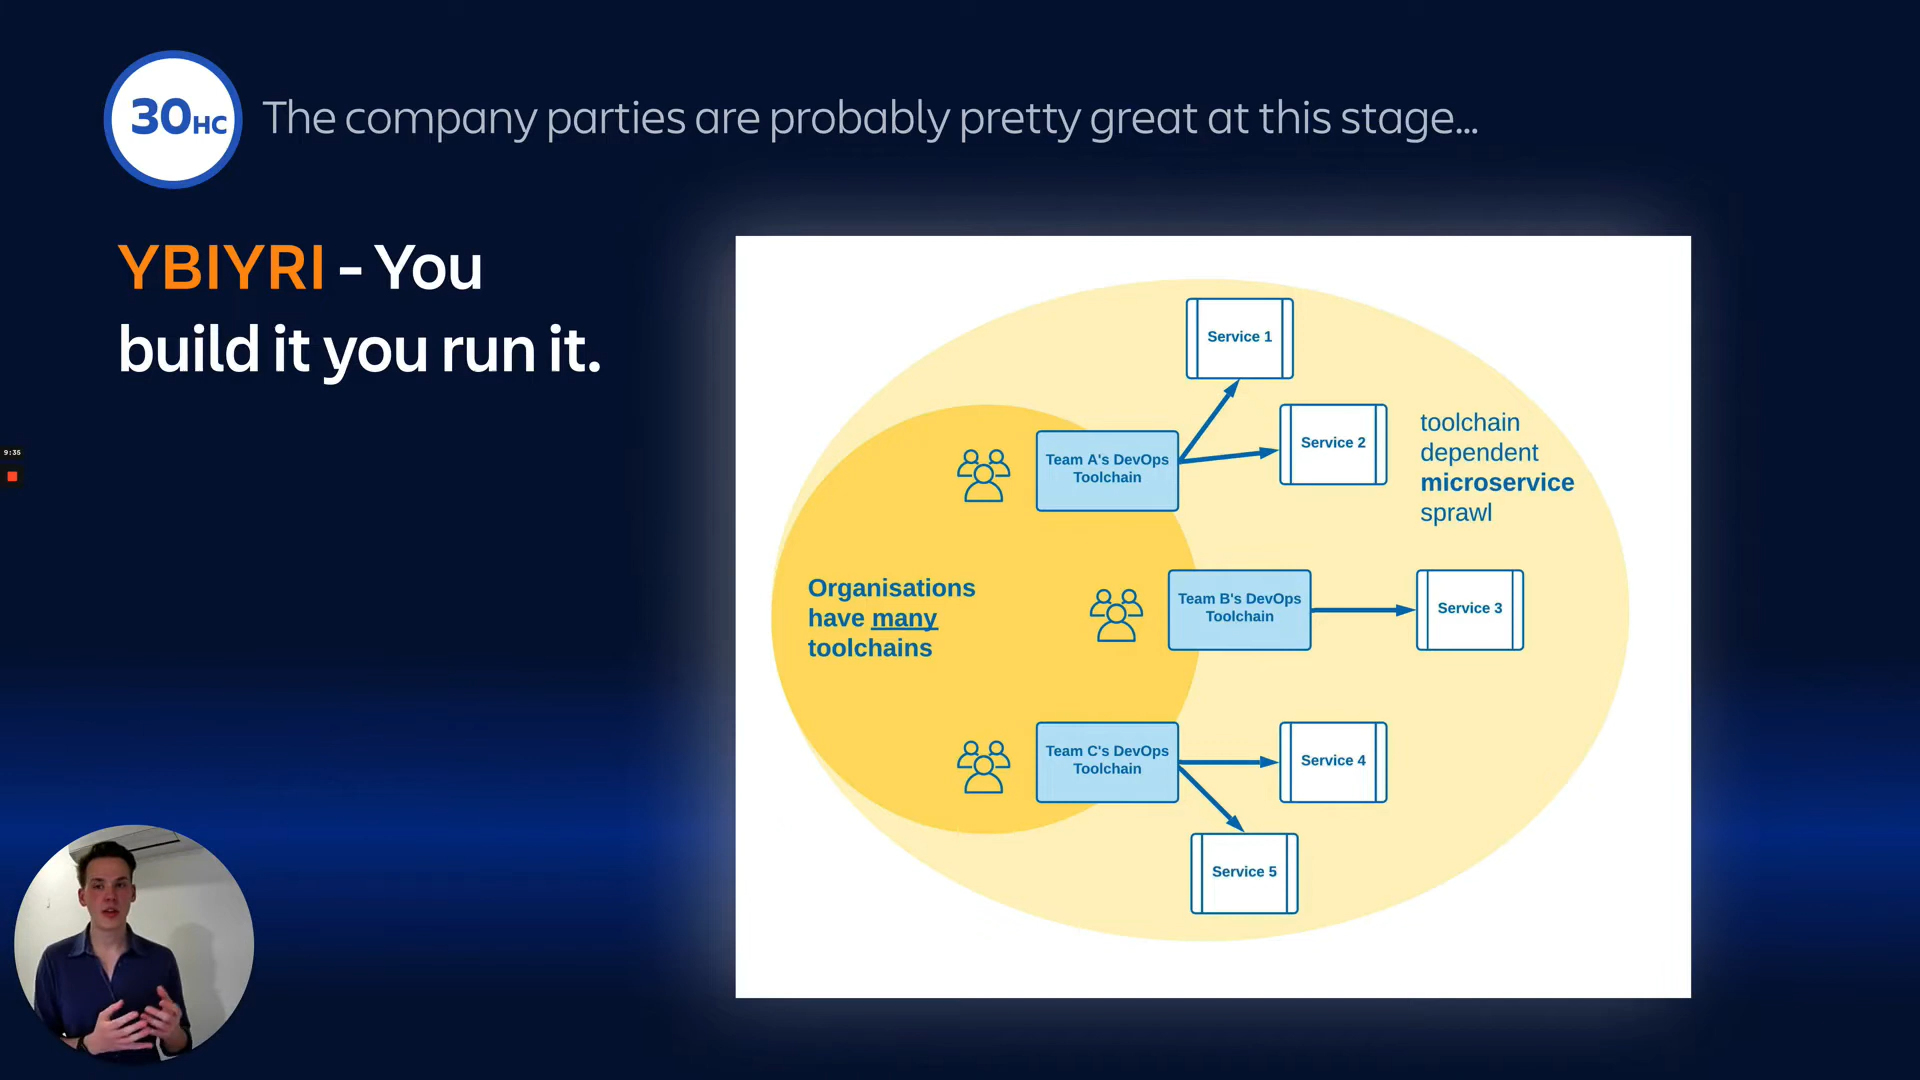 30HC
The company parties are probably pretty great at this stage...
YBIYRI - You
build it you run it.
9:35
Service 1
Service 2
toolchain
dependent
microservice
sprawl
Team A's DevOps
Toolchain
Organisations
have many
toolchains
Team B's DevOps
Toolchain
Service 3
Team C's DevOps
Toolchain
Service 4
Service 5